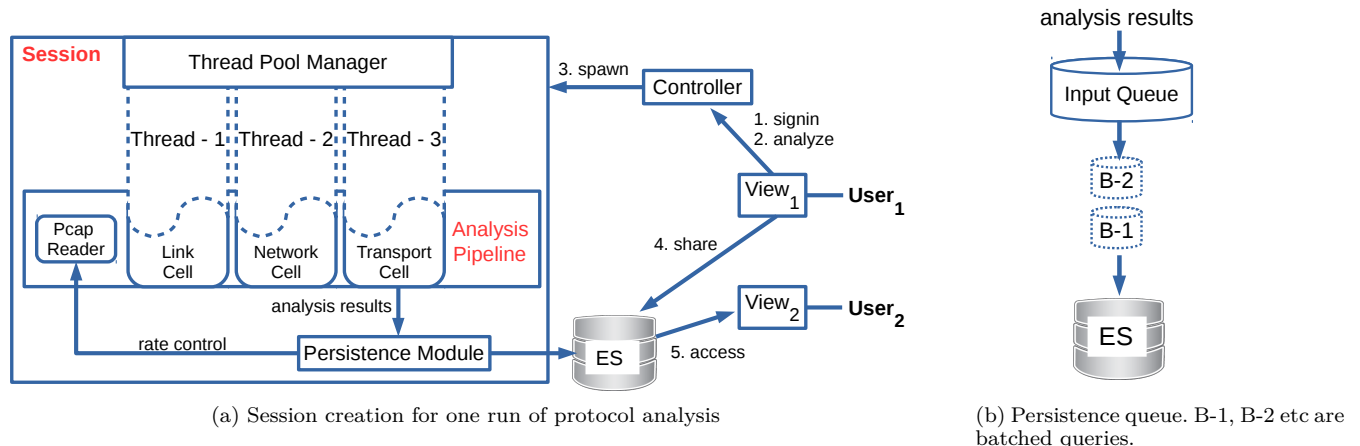 Session
Thread Pool Manager
Thread - 1
Thread - 2
Thread - 3
Pcap
Reader
Link
Cell
Network
Cell
Transport
Cell
Analysis
Pipeline
analysis results
rate control
Persistence Module
3. spawn
Controller
1. signin
2. analyze
View1
User1
4. share
View2
User2
ES
5. access
(a) Session creation for one run of protocol analysis
analysis results
Input Queue
B-2
B-1
ES
(b) Persistence queue. B-1, B-2 etc are
batched queries.